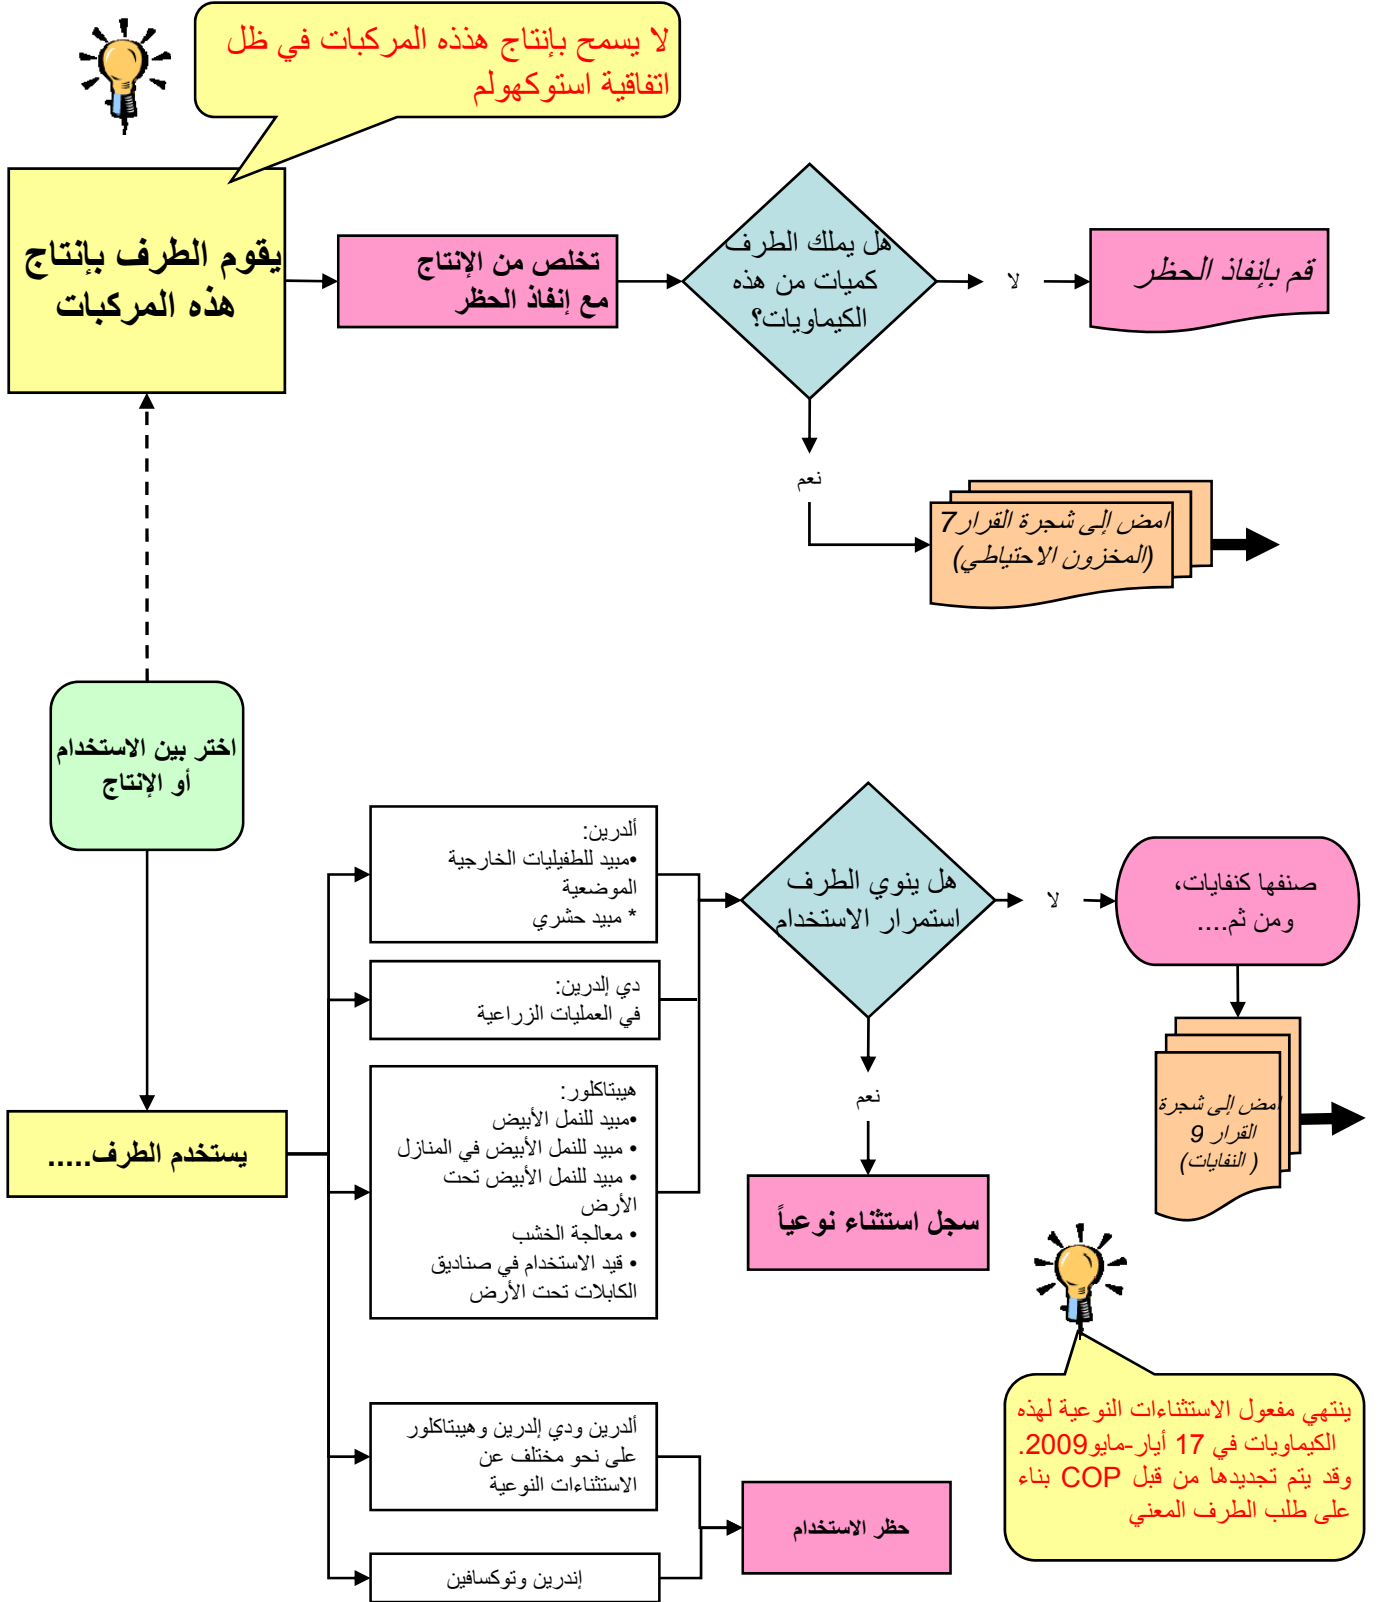 لا يسمح بإنتاج هذذه المركبات في ظل
اتفاقية استوكهولم
يقوم الطرف بإنتاج
هذه المركبات
تخلص من الإنتاج
مع إنفاذ الحظر
هل يملك الطرف
كميات من هذه
الكيماويات؟
لا
قم بإنفاذ الحظر
نعم
امض إلى شجرة القرار 7
(المخزون الاحتياطي)
اختر بين الاستخدام
أو الإنتاج
ألدرين:
•مبيد للطفيليات الخارجية
الموضعية
* مبيد حشري
هل ينوي الطرف
استمرار الاستخدام
لا
صنفها كنفايات،
ومن ثم....
دي إلدرين:
في العمليات الزراعية
هيبتاكلور:
•مبيد للنمل الأبيض
• مبيد للنمل الأبيض في المنازل
• مبيد للنمل الأبيض تحت
الأرض
• معالجة الخشب
• قيد الاستخدام في صناديق
الكابلات تحت الأرض
نعم
امض إلى شجرة
القرار 9
( النفايات)
يستخدم الطرف.....
سجل استثناء نوعياً
ينتهي مفعول الاستثناءات النوعية لهذه
الكيماويات في 17 أيار-مايو2009.
وقد يتم تجديدها من قبل COP بناء
على طلب الطرف المعني
ألدرين ودي إلدرين وهيبتاكلور
على نحو مختلف عن
الاستثناءات النوعية
حظر الاستخدام
إندرين وتوكسافين